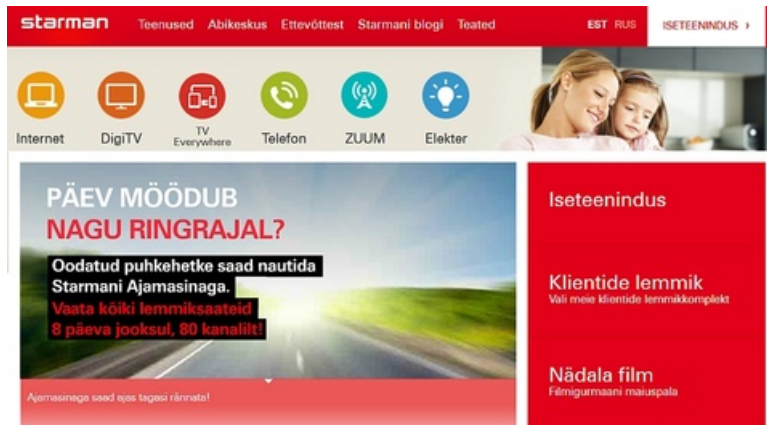 starman
Teenused Abikeskus Ettevõttest Starmani blogi Teated
EST RUS
ISETEENINDUS ›
Internet
DigiTV
TV
Everywhere
Telefon
ZUUM
Elekter
PÄEV MÖÖDUB
NAGU RINGRAJAL?
Oodatud puhkehetke saad nautida
Starmani Ajamasinaga.
Vaata kõiki lemmiksaateid
8 päeva jooksul, 80 kanalilt!
Ajamasinaga saad ajas tagasi rännata!
Iseteenindus
Klientide lemmik
Vali meie klientide lemmikkomplekt
Nädala film
Filmigurmaani maiuspala